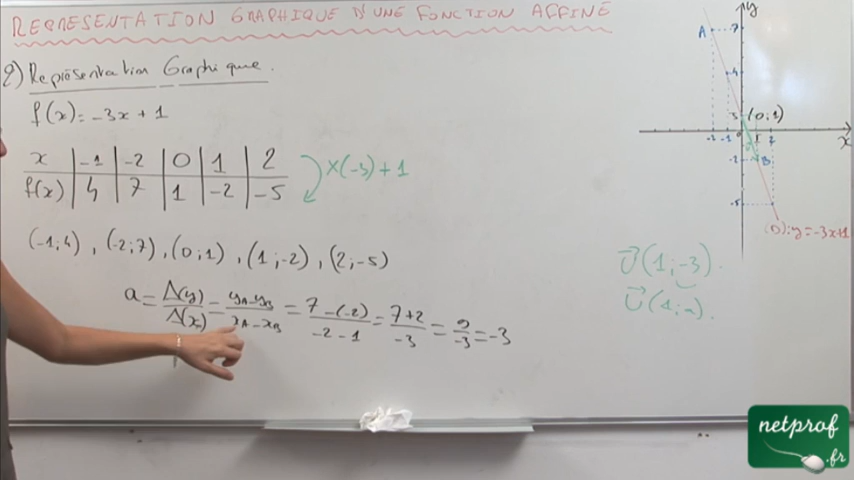 REPRESENTATION GRAPHIQUE D'UNE FONCTION AFFINE
2) Représentation Graphique.
f(x) = -3x + 1
x | -1 | -2 | 0 | 1 | 2
f(x) | 4 | 7 | 1 | -2 | -5
×(-3)+1
(-1;4), (-2;7), (0;1), (1;-2), (2;-5)
a = Δ(y)/Δ(x) = yA-yB/xA-xB = 7-(-2)/-2-1 = 7+2/-3 = 9/-3 = -3
y
A
7
4
(0;1)
-2 -1 0 1 2
x
-2
B
-5
(D): y = -3x+1
U(1;-3).
U(1;a).
netprof
.fr